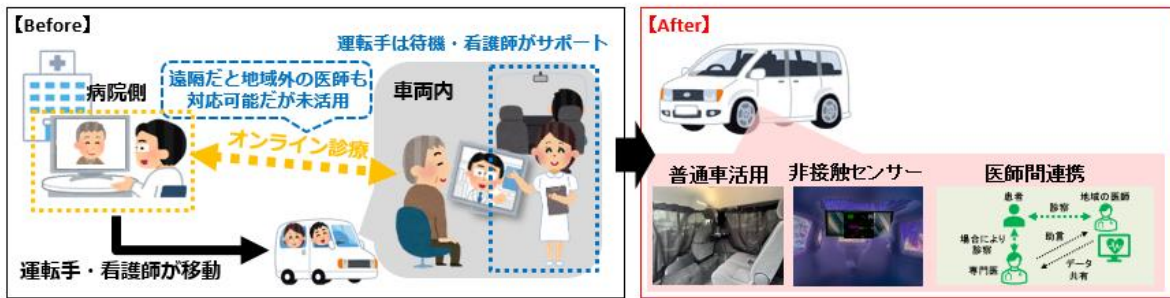 【Before】
運転手は待機・看護師がサポート
遠隔だと地域外の医師も
対応可能だが未活用
病院側
車両内
オンライン診療
運転手・看護師が移動
【After】
普通車活用
非接触センサー
医師間連携
患者
地域の医師
診察
場合により
診察
助言
専門医
データ
共有